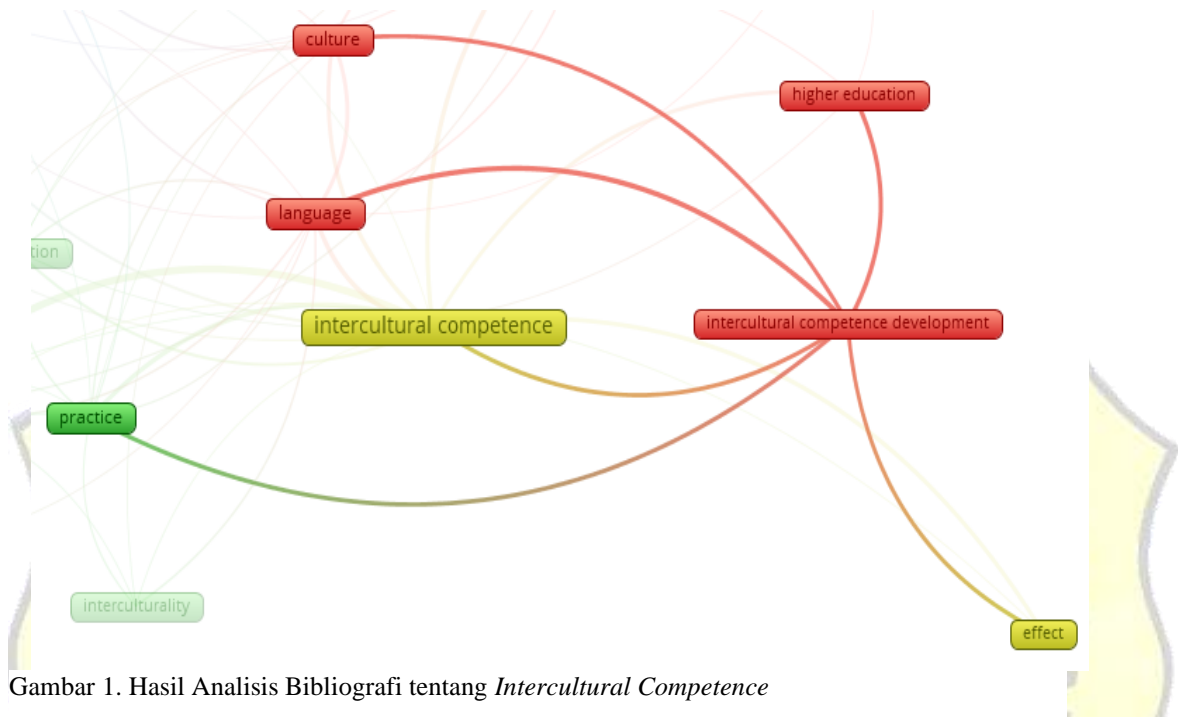 culture
higher education
language
tion
intercultural competence
intercultural competence development
practice
interculturality
effect
Gambar 1. Hasil Analisis Bibliografi tentang Intercultural Competence